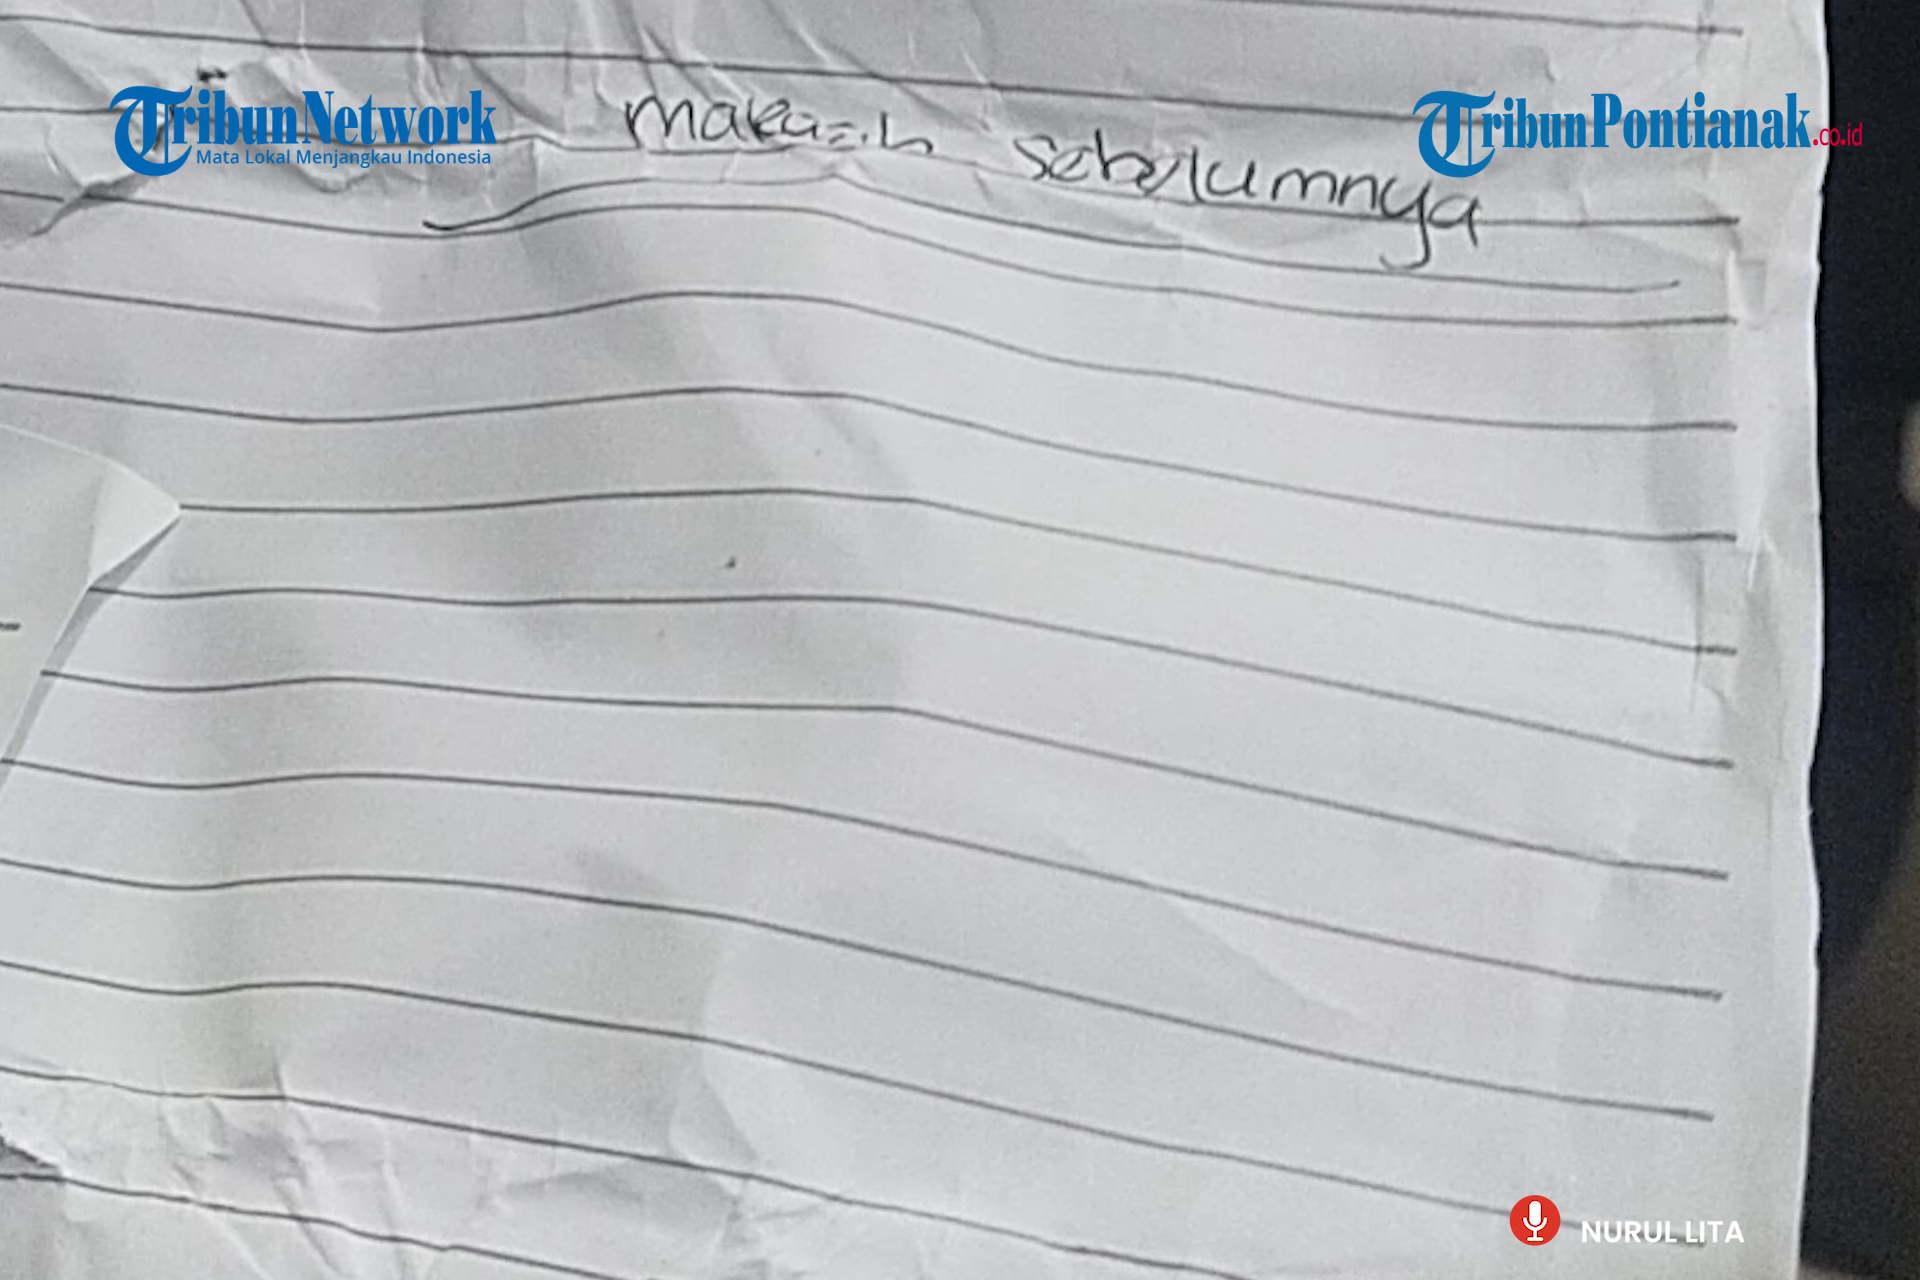 TribunNetwork
Mata Lokal Menjangkau Indonesia
TribunPontianak.co.id
makasih sebelumnya
NURUL LITA